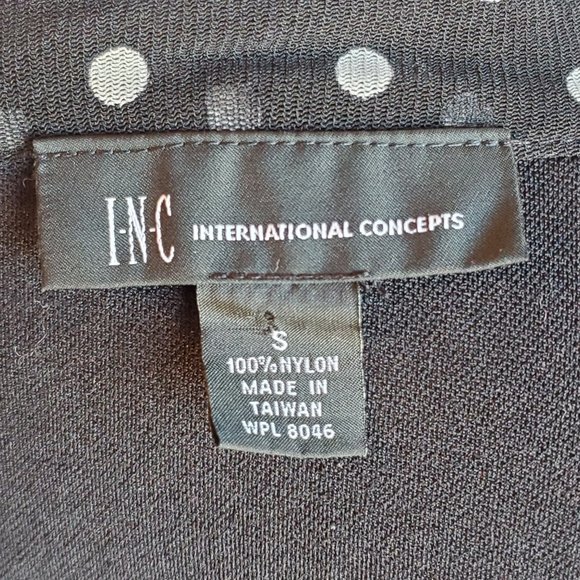 I·N·C INTERNATIONAL CONCEPTS
S
100% NYLON
MADE IN
TAIWAN
WPL 8046